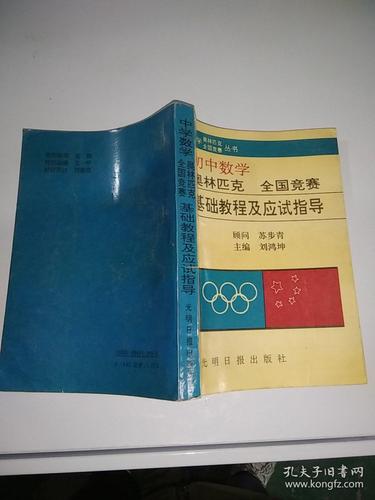 中学数学
奥林匹克
全国竞赛
基础教程及应试指导
光明日报出
奥林匹克
全国竞赛
丛书
初中数学
奥林匹克 全国竞赛
基础教程及应试指导
顾问 苏步青
主编 刘鸿坤
光明日报出版社
孔夫子旧书网
www.kongfz.com